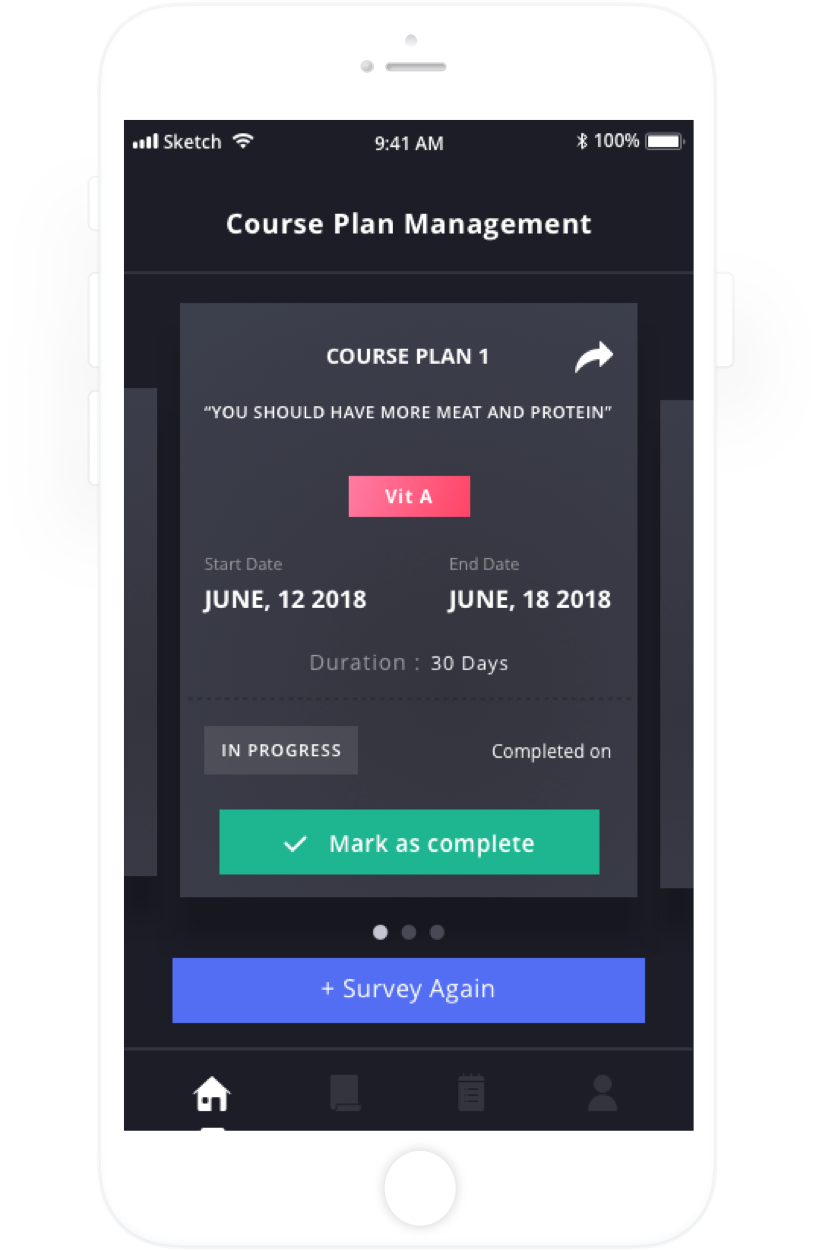 Sketch 9:41 AM 100%
Course Plan Management
COURSE PLAN 1
“YOU SHOULD HAVE MORE MEAT AND PROTEIN”
Vit A
Start Date End Date
JUNE, 12 2018 JUNE, 18 2018
Duration : 30 Days
IN PROGRESS Completed on
Mark as complete
+ Survey Again